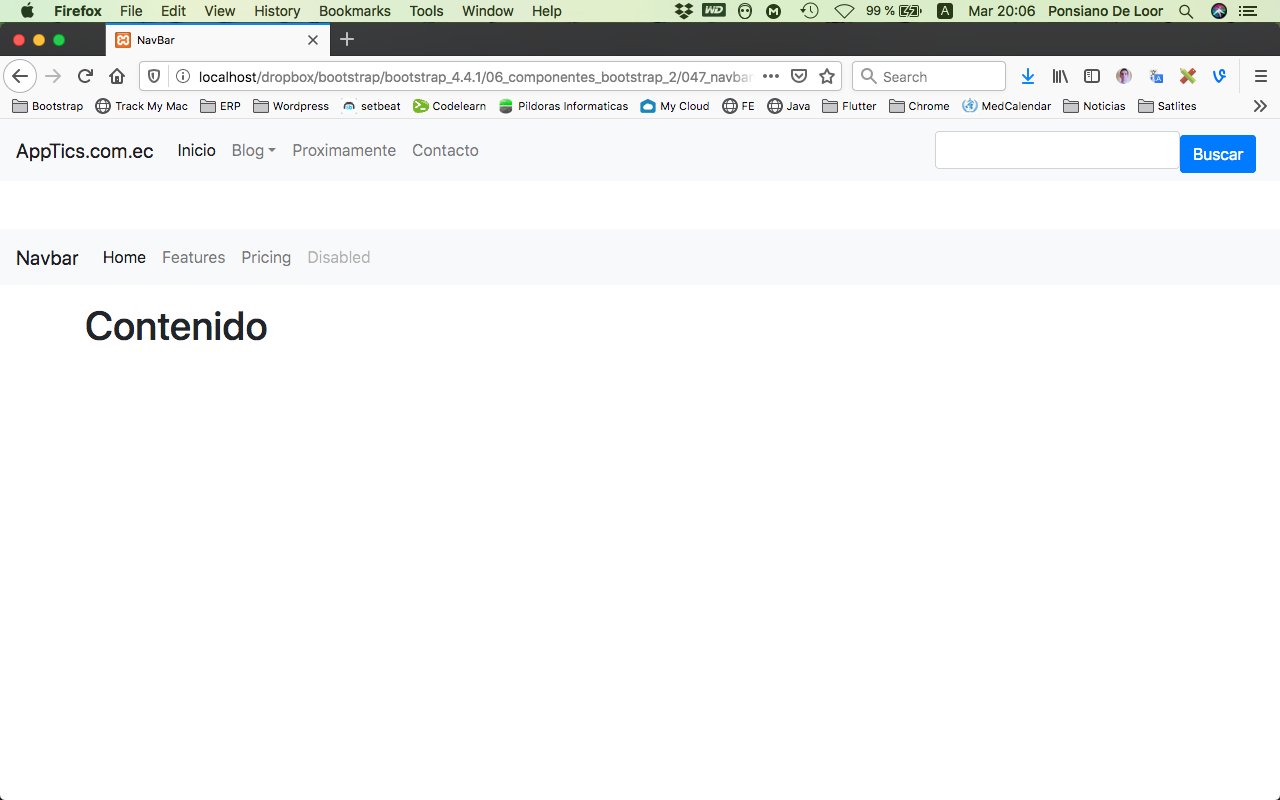 Firefox File Edit View History Bookmarks Tools Window Help WD M 99 % A Mar 20:06 Ponsiano De Loor
NavBar
localhost/dropbox/bootstrap/bootstrap_4.4.1/06_componentes_bootstrap_2/047_navbar Search
Bootstrap Track My Mac ERP Wordpress setbeat Codelearn Pildoras Informaticas My Cloud FE Java Flutter Chrome MedCalendar Noticias Satlites
AppTics.com.ec Inicio Blog Proximamente Contacto Buscar
Navbar Home Features Pricing Disabled
Contenido